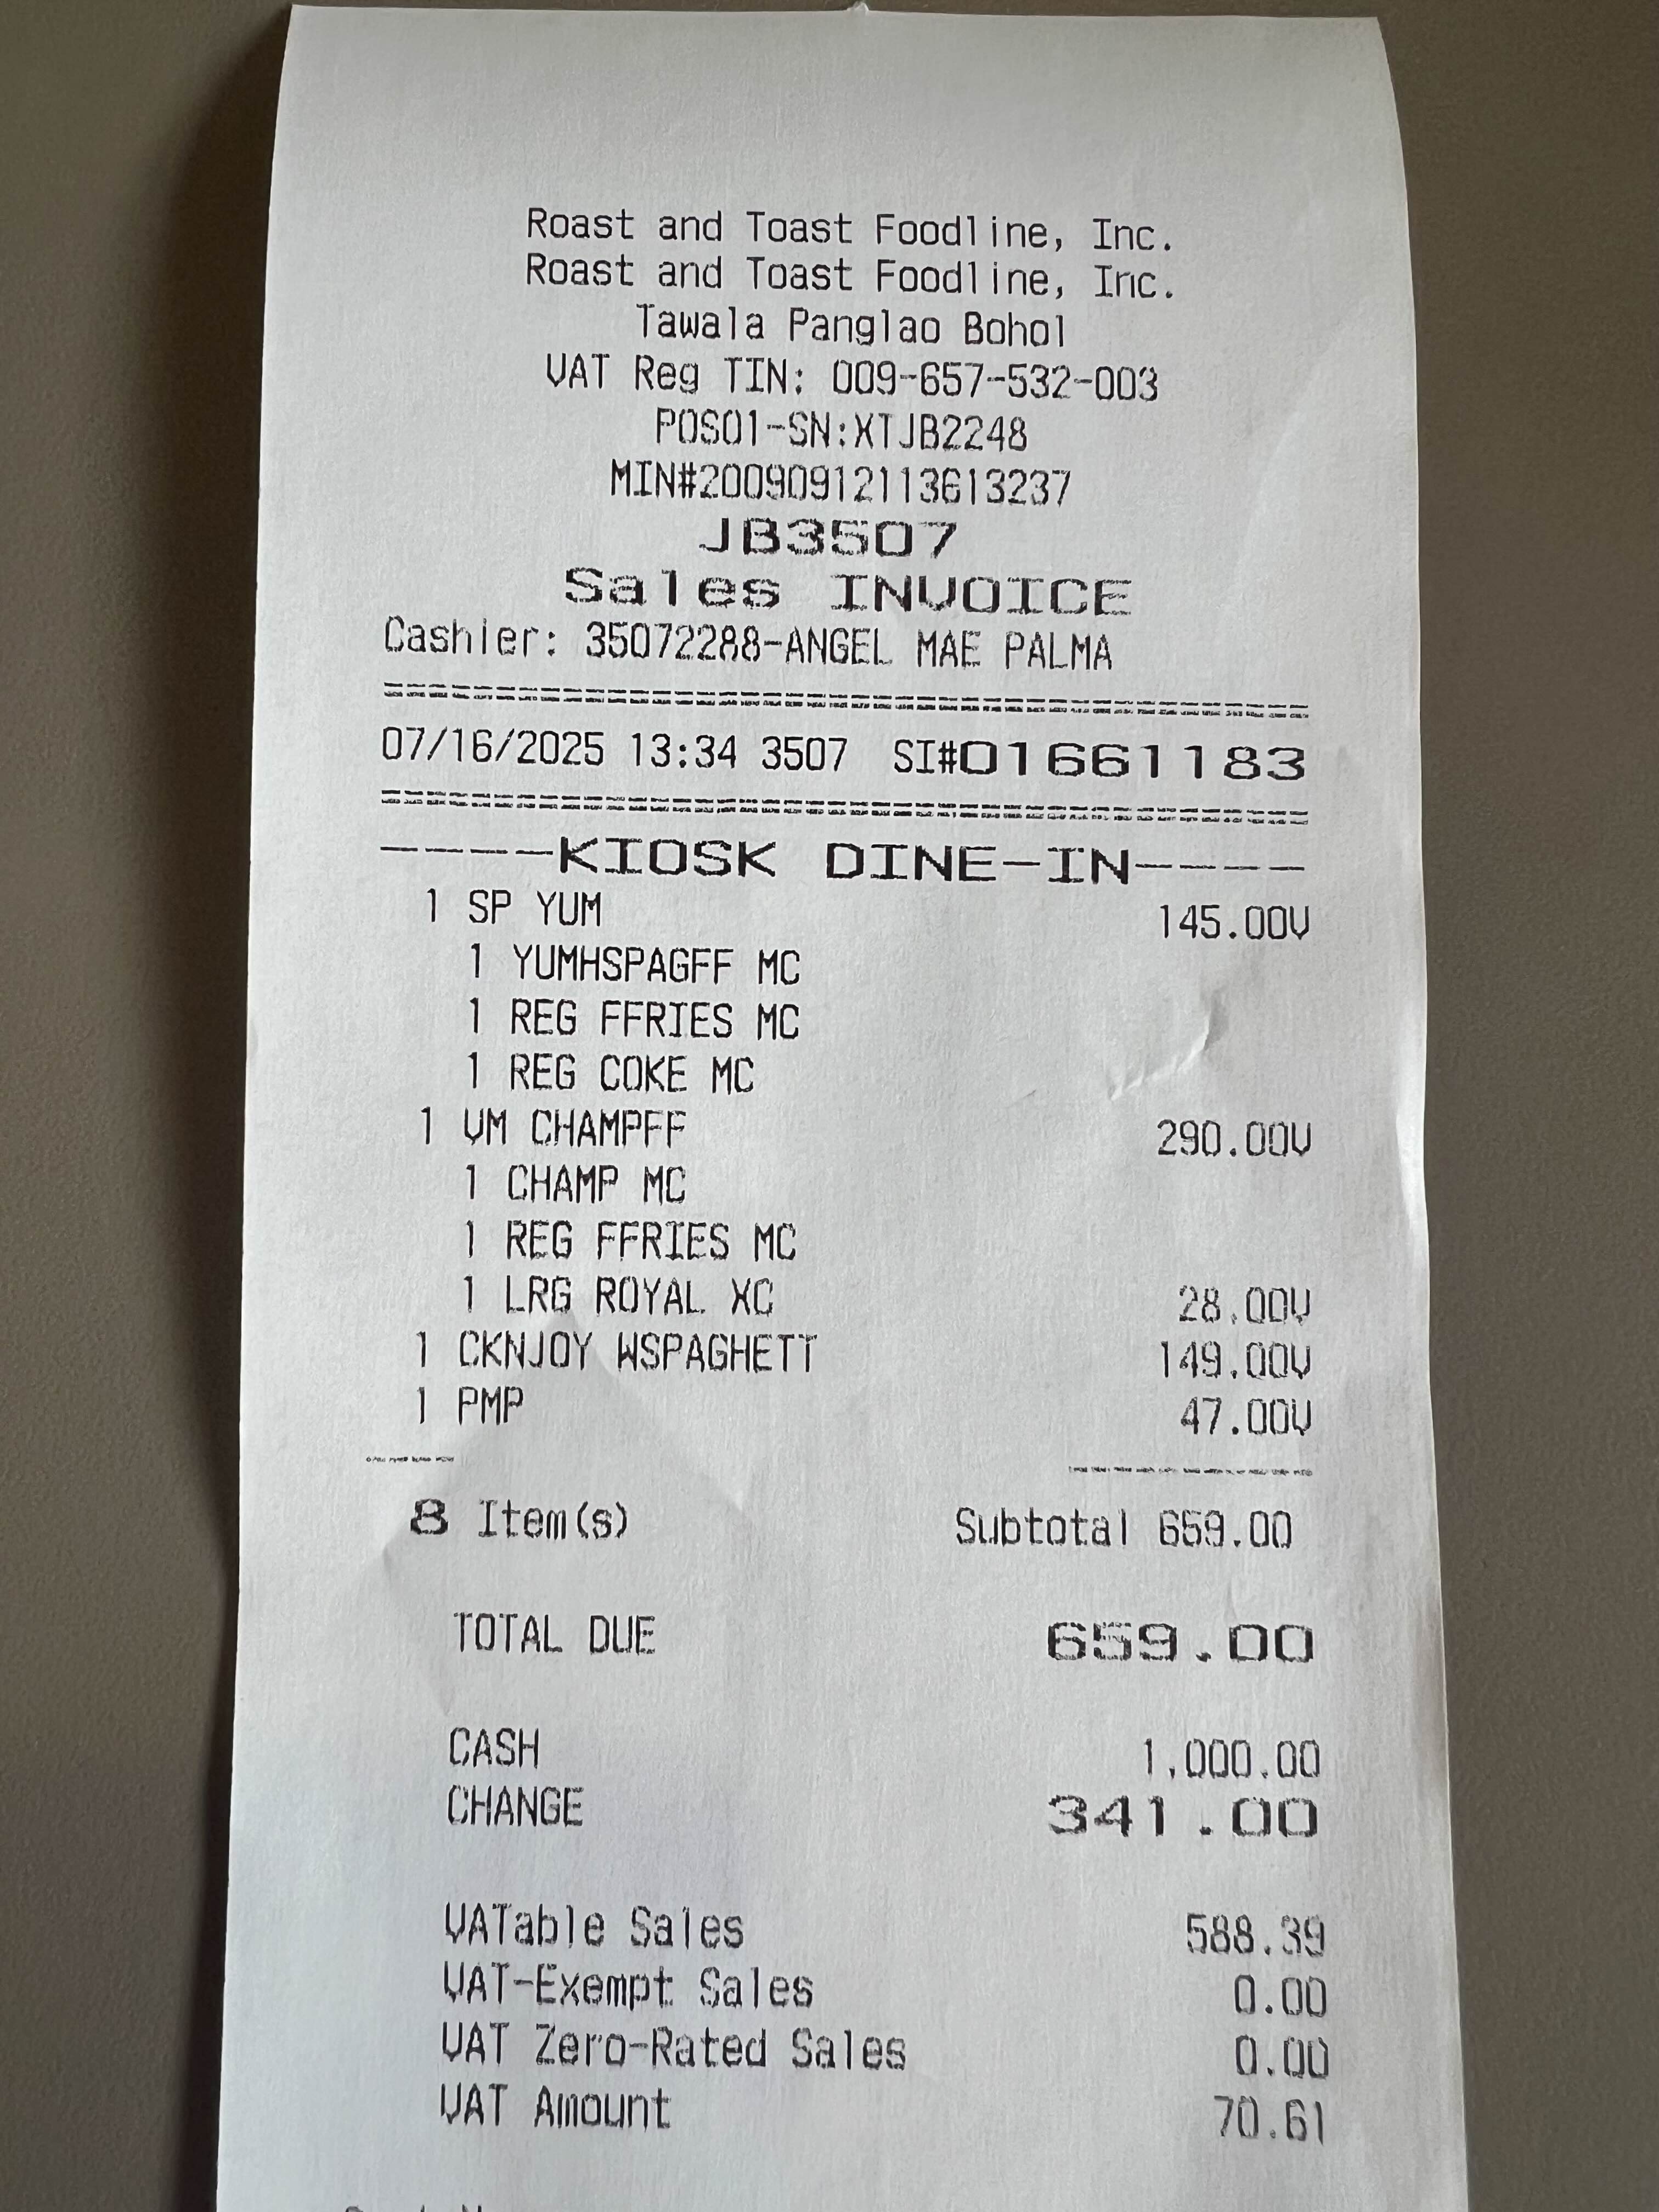 Roast and Toast Foodline, Inc.
Roast and Toast Foodline, Inc.
Tawala Panglao Bohol
VAT Reg TIN: 009-657-532-003
POS01-SN:XTJB2248
MIN#20090912113613237
JB3507
Sales INVOICE
Cashier: 35072288-ANGEL MAE PALMA
07/16/2025 13:34 3507 SI#01661183
----KIOSK DINE-IN----
1 SP YUM 145.00V
1 YUMHSPAGFF MC
1 REG FFRIES MC
1 REG COKE MC
1 VM CHAMPFF 290.00V
1 CHAMP MC
1 REG FFRIES MC
1 LRG ROYAL XC 28.00V
1 CKNJOY WSPAGHETT 149.00V
1 PMP 47.00V
8 Item(s) Subtotal 659.00
TOTAL DUE 659.00
CASH 1,000.00
CHANGE 341.00
VATable Sales 588.39
VAT-Exempt Sales 0.00
VAT Zero-Rated Sales 0.00
VAT Amount 70.61